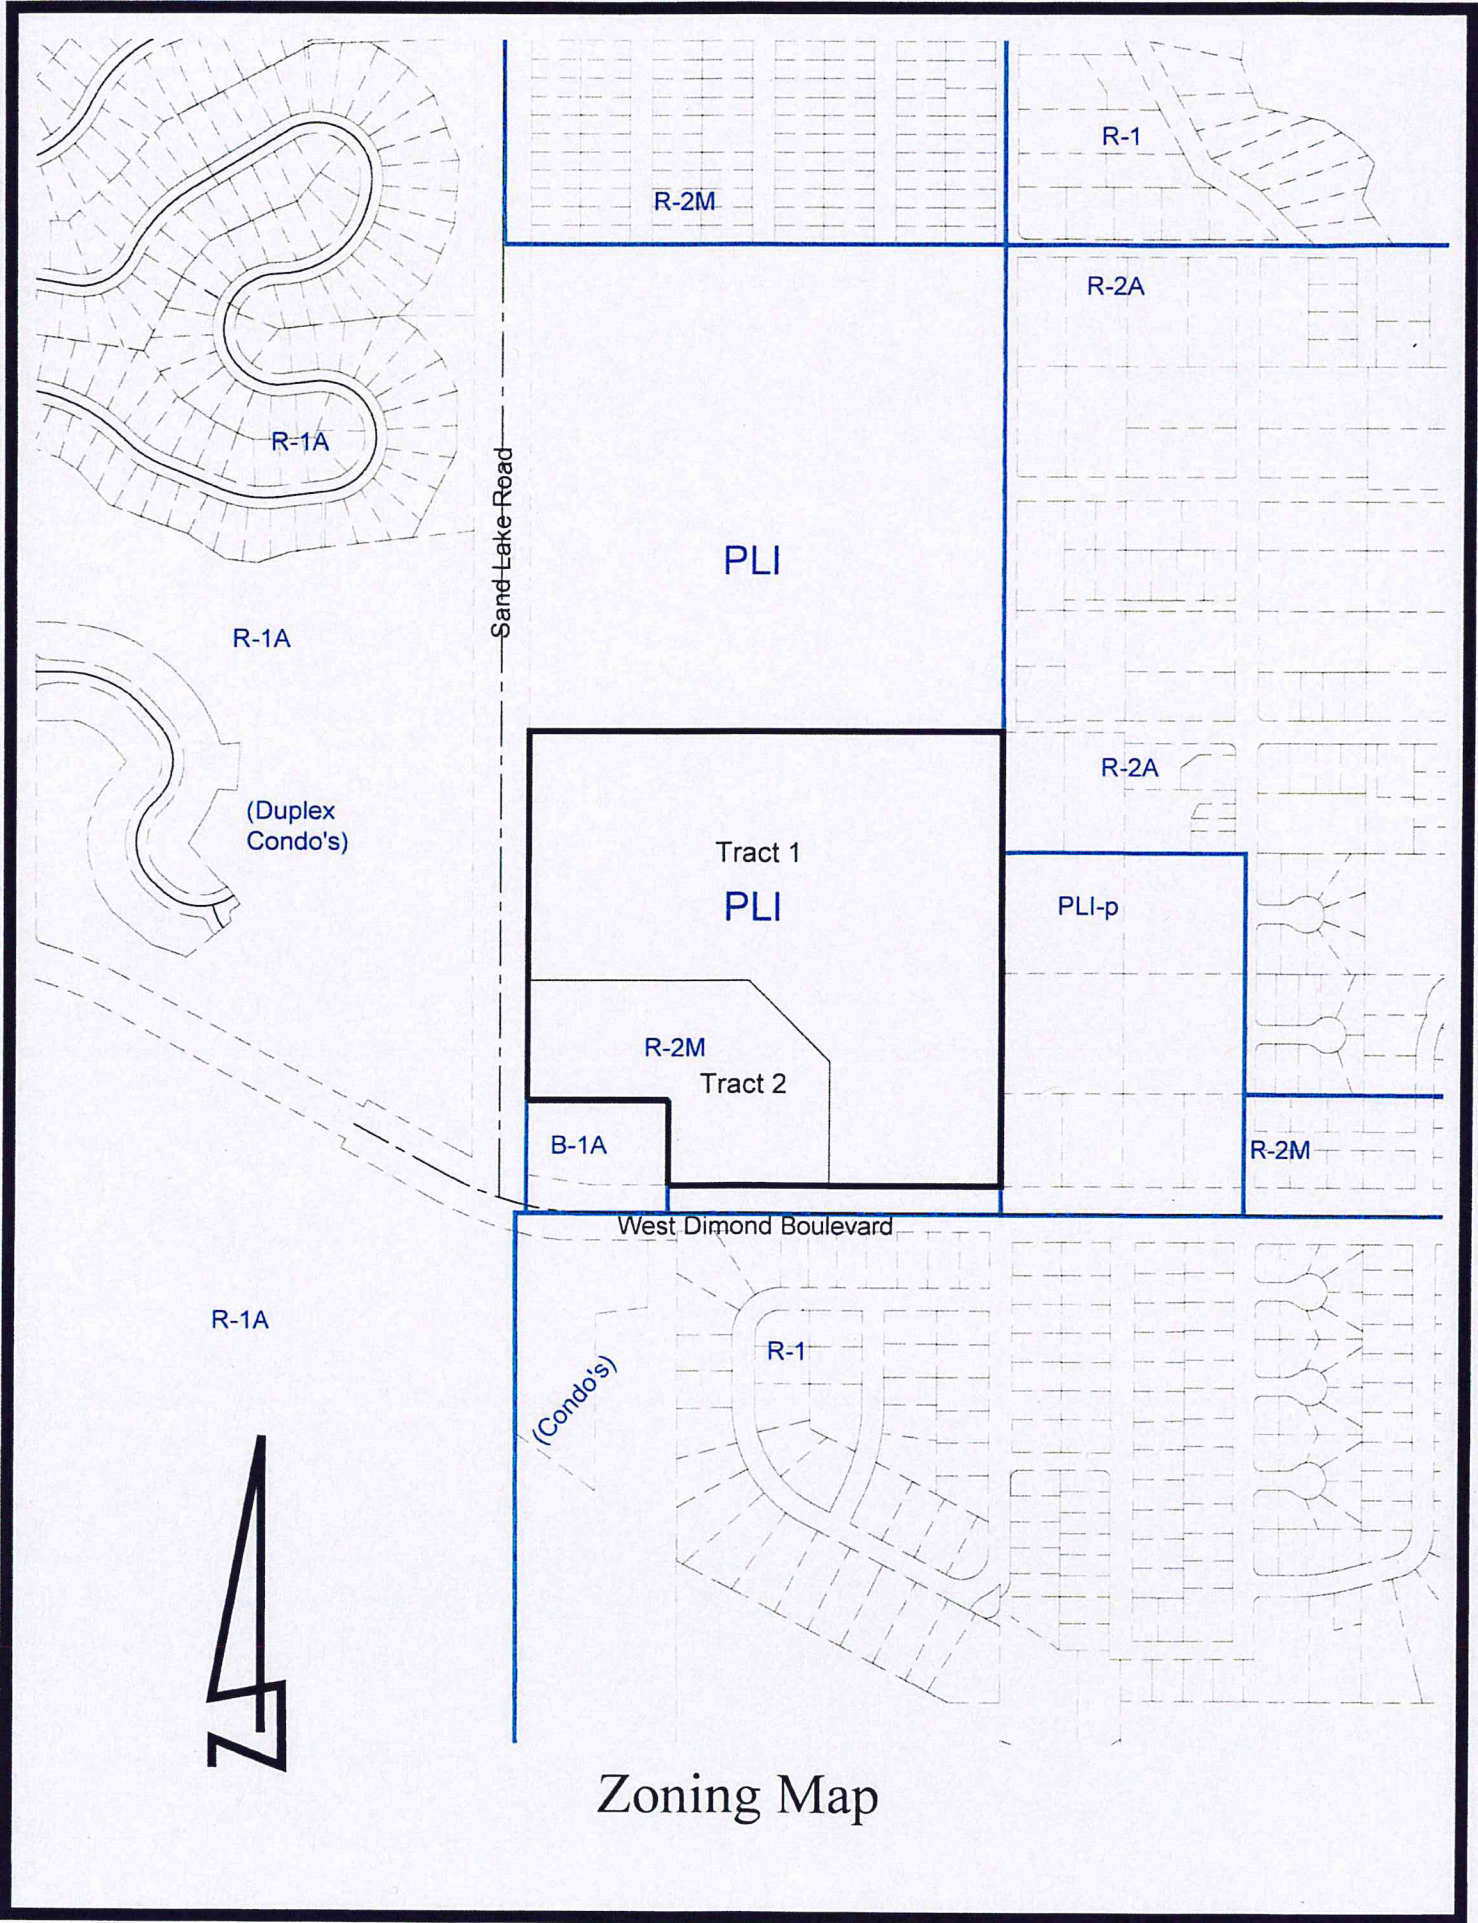 R-1
R-2M
R-2A
R-1A
Sand Lake Road
PLI
R-1A
R-2A
(Duplex
Condo's)
Tract 1
PLI
PLI-p
R-2M
Tract 2
B-1A
R-2M
West Dimond Boulevard
R-1A
R-1
(Condo's)
Zoning Map